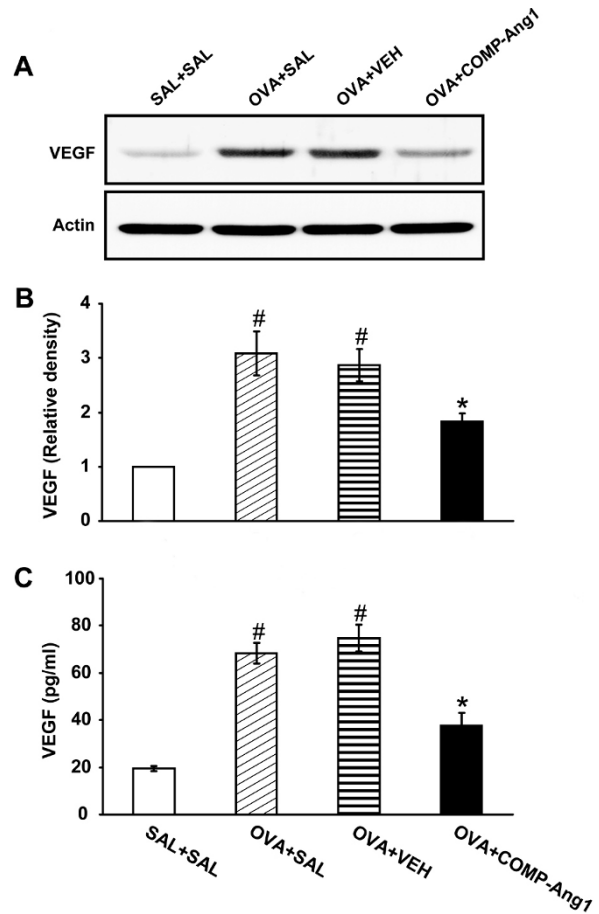 A
SAL+SAL
OVA+SAL
OVA+VEH
OVA+COMP-Ang1
VEGF
Actin
B
VEGF (Relative density)
4
3
2
1
0
#
#
*
C
VEGF (pg/ml)
100
80
60
40
20
0
#
#
*
SAL+SAL
OVA+SAL
OVA+VEH
OVA+COMP-Ang1